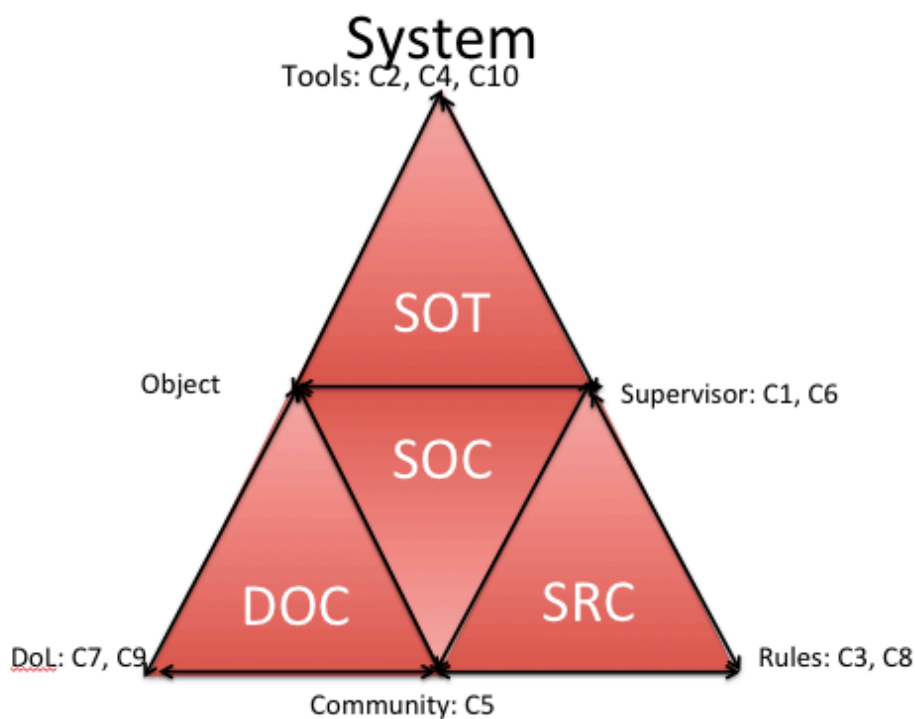 System
Tools: C2, C4, C10
SOT
Object
Supervisor: C1, C6
SOC
DOC
SRC
DoL: C7, C9
Rules: C3, C8
Community: C5